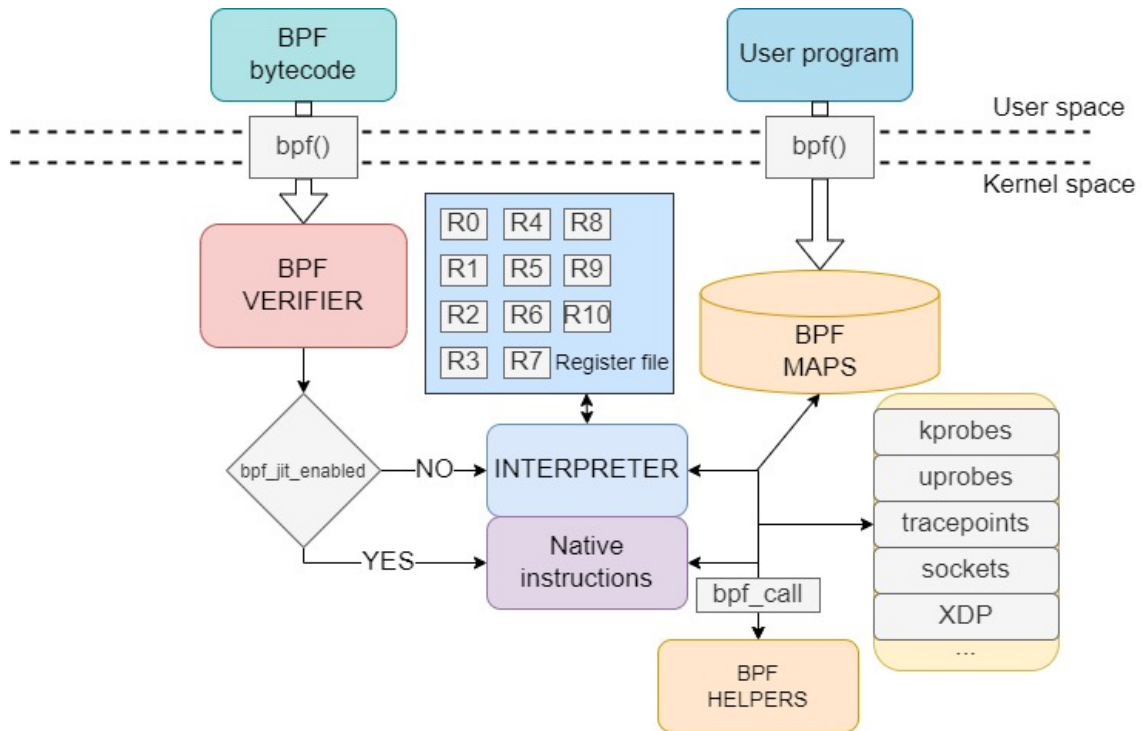 BPF
bytecode
User program
User space
bpf()
bpf()
Kernel space
R0 R4 R8
R1 R5 R9
R2 R6 R10
R3 R7 Register file
BPF
VERIFIER
BPF
MAPS
bpf_jit_enabled
NO
INTERPRETER
YES
Native
instructions
kprobes
uprobes
tracepoints
sockets
XDP
...
bpf_call
BPF
HELPERS